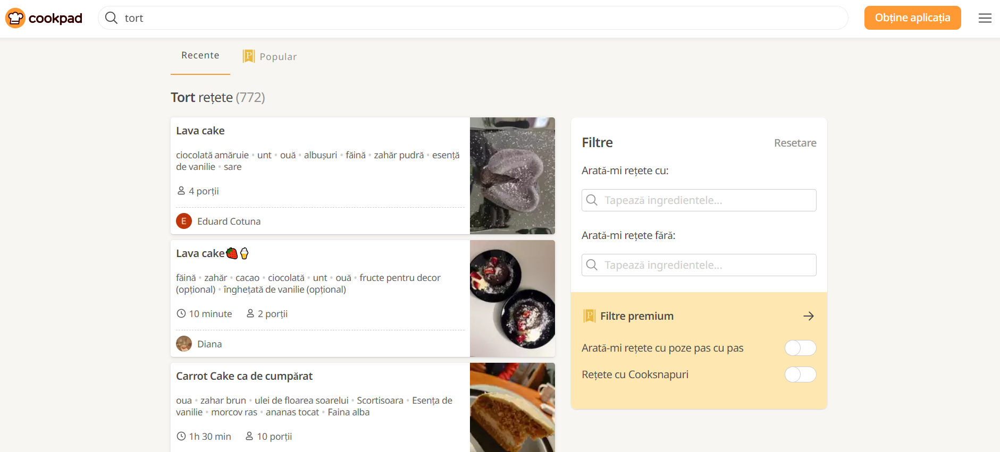 cookpad
tort
Obține aplicația
Recente
P Popular
Tort rețete (772)
Lava cake
ciocolată amăruie • unt • ouă • albușuri • făină • zahăr pudră • esență
de vanilie • sare
4 porții
E Eduard Cotuna
Lava cake🍓🍦
făină • zahăr • cacao • ciocolată • unt • ouă • fructe pentru decor
(opțional) • înghețată de vanilie (opțional)
10 minute 2 porții
Diana
Carrot Cake ca de cumpărat
oua • zahar brun • ulei de floarea soarelui • Scortisoara • Esența de
vanilie • morcov ras • ananas tocat • Faina alba
1h 30 min 10 porții
Filtre Resetare
Arată-mi rețete cu:
Tapează ingredientele...
Arată-mi rețete fără:
Tapează ingredientele...
P Filtre premium
Arată-mi rețete cu poze pas cu pas
Rețete cu Cooksnapuri